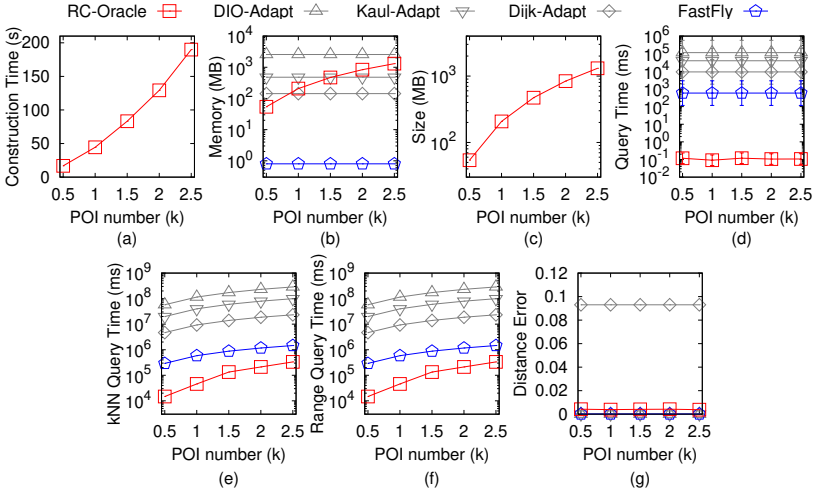 RC-Oracle DIO-Adapt Kaul-Adapt Dijk-Adapt FastFly
Construction Time (s)
200
150
100
50
0
0.5 1 1.5 2 2.5
POI number (k)
(a)
Memory (MB)
10^4
10^3
10^2
10^1
10^0
0.5 1 1.5 2 2.5
POI number (k)
(b)
Size (MB)
10^3
10^2
0.5 1 1.5 2 2.5
POI number (k)
(c)
Query Time (ms)
10^6
10^5
10^4
10^3
10^2
10^1
10^0
10^-1
10^-2
0.5 1 1.5 2 2.5
POI number (k)
(d)
kNN Query Time (ms)
10^9
10^8
10^7
10^6
10^5
10^4
0.5 1 1.5 2 2.5
POI number (k)
(e)
Range Query Time (ms)
10^9
10^8
10^7
10^6
10^5
10^4
0.5 1 1.5 2 2.5
POI number (k)
(f)
Distance Error
0.12
0.1
0.08
0.06
0.04
0.02
0
0.5 1 1.5 2 2.5
POI number (k)
(g)